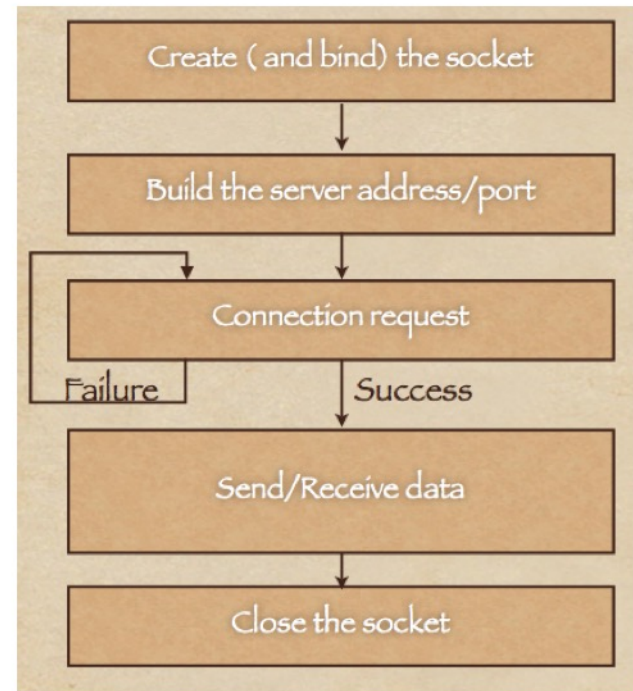 Create ( and bind) the socket
Build the server address/port
Connection request
Failure
Success
Send/Receive data
Close the socket